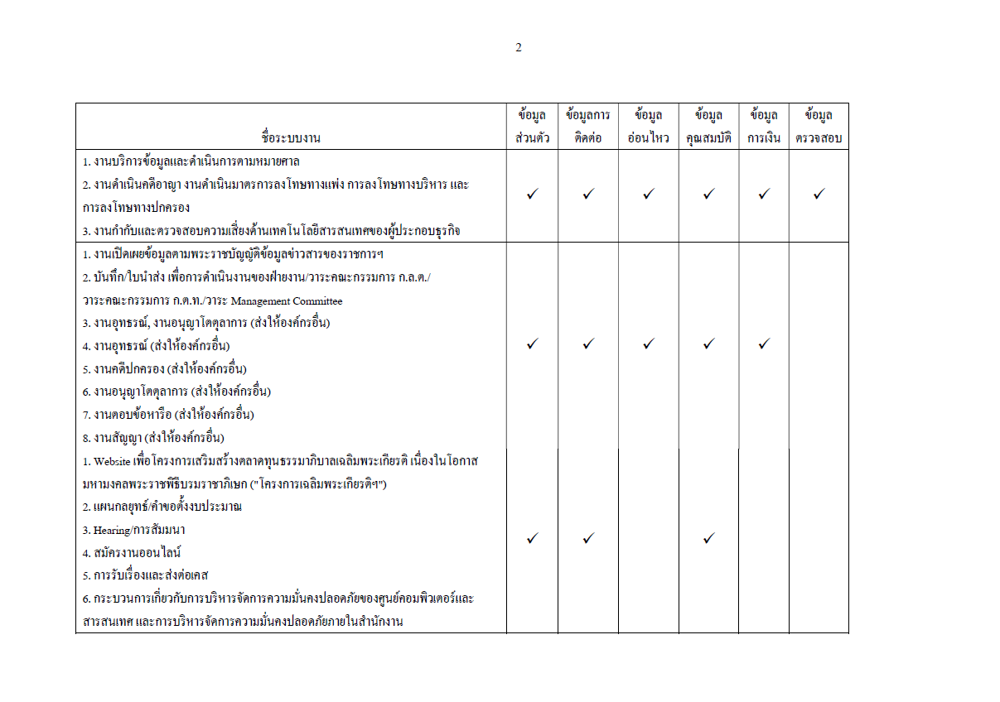 2
ชื่อระบบงาน
ข้อมูล
ส่วนตัว
ข้อมูลการ
ติดต่อ
ข้อมูล
อ่อนไหว
ข้อมูล
คุณสมบัติ
ข้อมูล
การเงิน
ข้อมูล
ตรวจสอบ
1. งานบริการข้อมูลและดำเนินการตามหมายศาล
2. งานดำเนินคดีอาญา งานดำเนินมาตรการลงโทษทางแพ่ง การลงโทษทางบริหาร และ
การลงโทษทางปกครอง
3. งานกำกับและตรวจสอบความเสี่ยงด้านเทคโนโลยีสารสนเทศของผู้ประกอบธุรกิจ
✓ ✓ ✓ ✓ ✓ ✓
1. งานเปิดเผยข้อมูลตามพระราชบัญญัติข้อมูลข่าวสารของราชการฯ
2. บันทึก/ใบนำส่ง เพื่อการดำเนินงานของฝ่ายงาน/วาระคณะกรรมการ ก.ล.ต./
วาระคณะกรรมการ ก.ต.ท./วาระ Management Committee
3. งานอุทธรณ์, งานอนุญาโตตุลาการ (ส่งให้องค์กรอื่น)
4. งานอุทธรณ์ (ส่งให้องค์กรอื่น)
5. งานคดีปกครอง (ส่งให้องค์กรอื่น)
6. งานอนุญาโตตุลาการ (ส่งให้องค์กรอื่น)
7. งานตอบข้อหารือ (ส่งให้องค์กรอื่น)
8. งานสัญญา (ส่งให้องค์กรอื่น)
✓ ✓ ✓ ✓ ✓
1. Website เพื่อโครงการเสริมสร้างตลาดทุนธรรมาภิบาลเฉลิมพระเกียรติ เนื่องในโอกาส
มหามงคลพระราชพิธีบรมราชาภิเษก ("โครงการเฉลิมพระเกียรติฯ")
2. แผนกลยุทธ์/คำขอตั้งงบประมาณ
3. Hearing/การสัมมนา
4. สมัครงานออนไลน์
5. การรับเรื่องและส่งต่อเคส
6. กระบวนการเกี่ยวกับการบริหารจัดการความมั่นคงปลอดภัยของศูนย์คอมพิวเตอร์และ
สารสนเทศ และการบริหารจัดการความมั่นคงปลอดภัยภายในสำนักงาน
✓ ✓ ✓